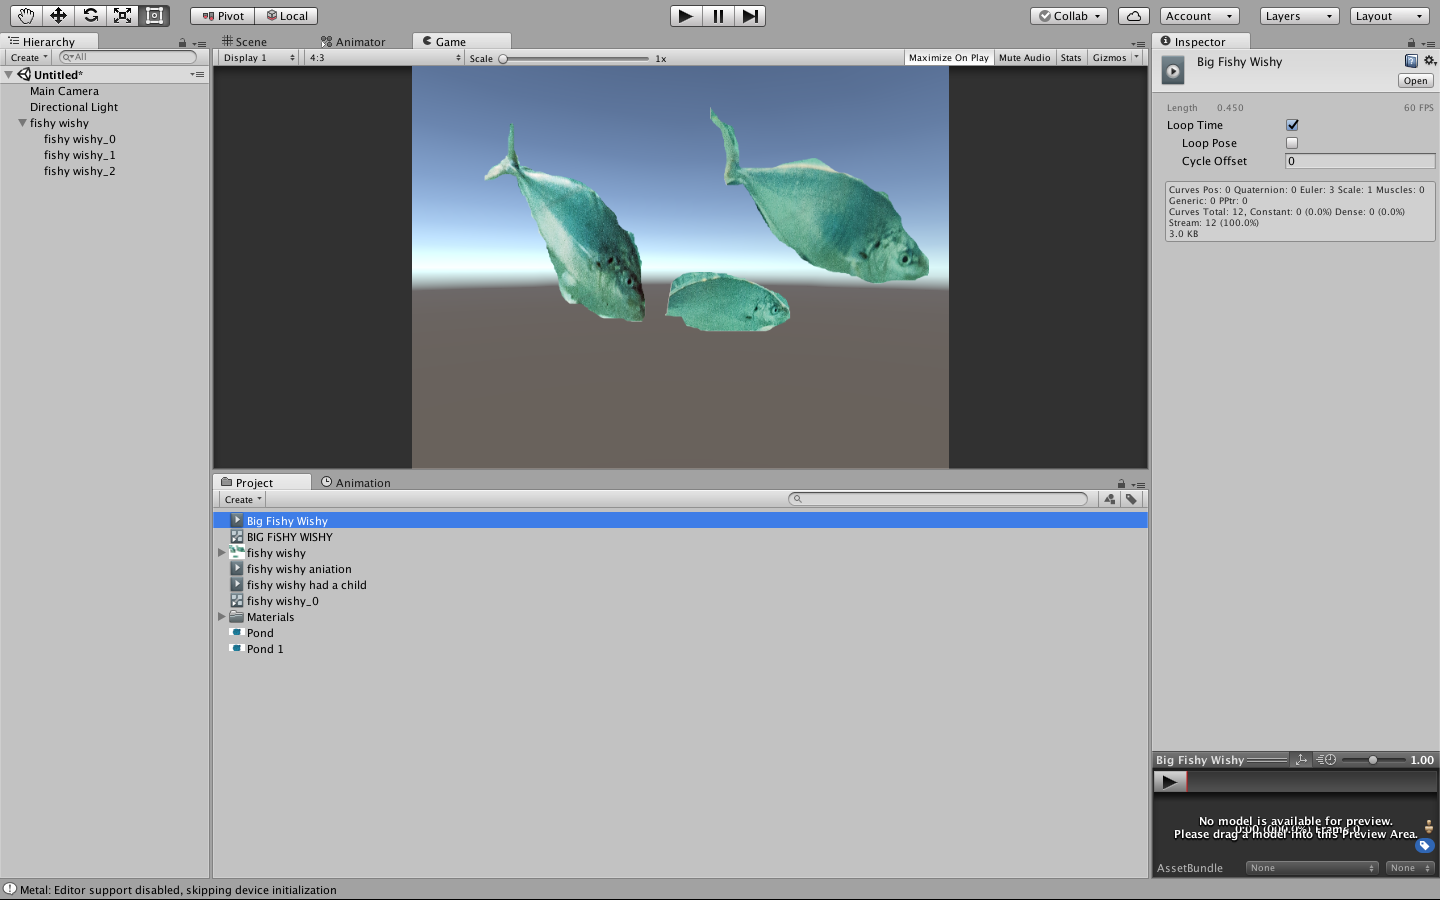 Pivot Local Collab Account Layers Layout
Hierarchy
Create All
Untitled*
Main Camera
Directional Light
fishy wishy
fishy wishy_0
fishy wishy_1
fishy wishy_2
Scene Animator Game
Display 1 4:3 Scale 1x Maximize On Play Mute Audio Stats Gizmos
Project Animation
Create
Big Fishy Wishy
BIG FiSHY WISHY
fishy wishy
fishy wishy aniation
fishy wishy had a child
fishy wishy_0
Materials
Pond
Pond 1
Inspector
Big Fishy Wishy
Open
Length 0.450 60 FPS
Loop Time
Loop Pose
Cycle Offset 0
Curves Pos: 0 Quaternion: 0 Euler: 3 Scale: 1 Muscles: 0
Generic: 0 PPtr: 0
Curves Total: 12, Constant: 0 (0.0%) Dense: 0 (0.0%)
Stream: 12 (100.0%)
3.0 KB
Big Fishy Wishy 1.00
No model is available for preview.
Please drag a model into this Preview Area.
AssetBundle None None
Metal: Editor support disabled, skipping device initialization